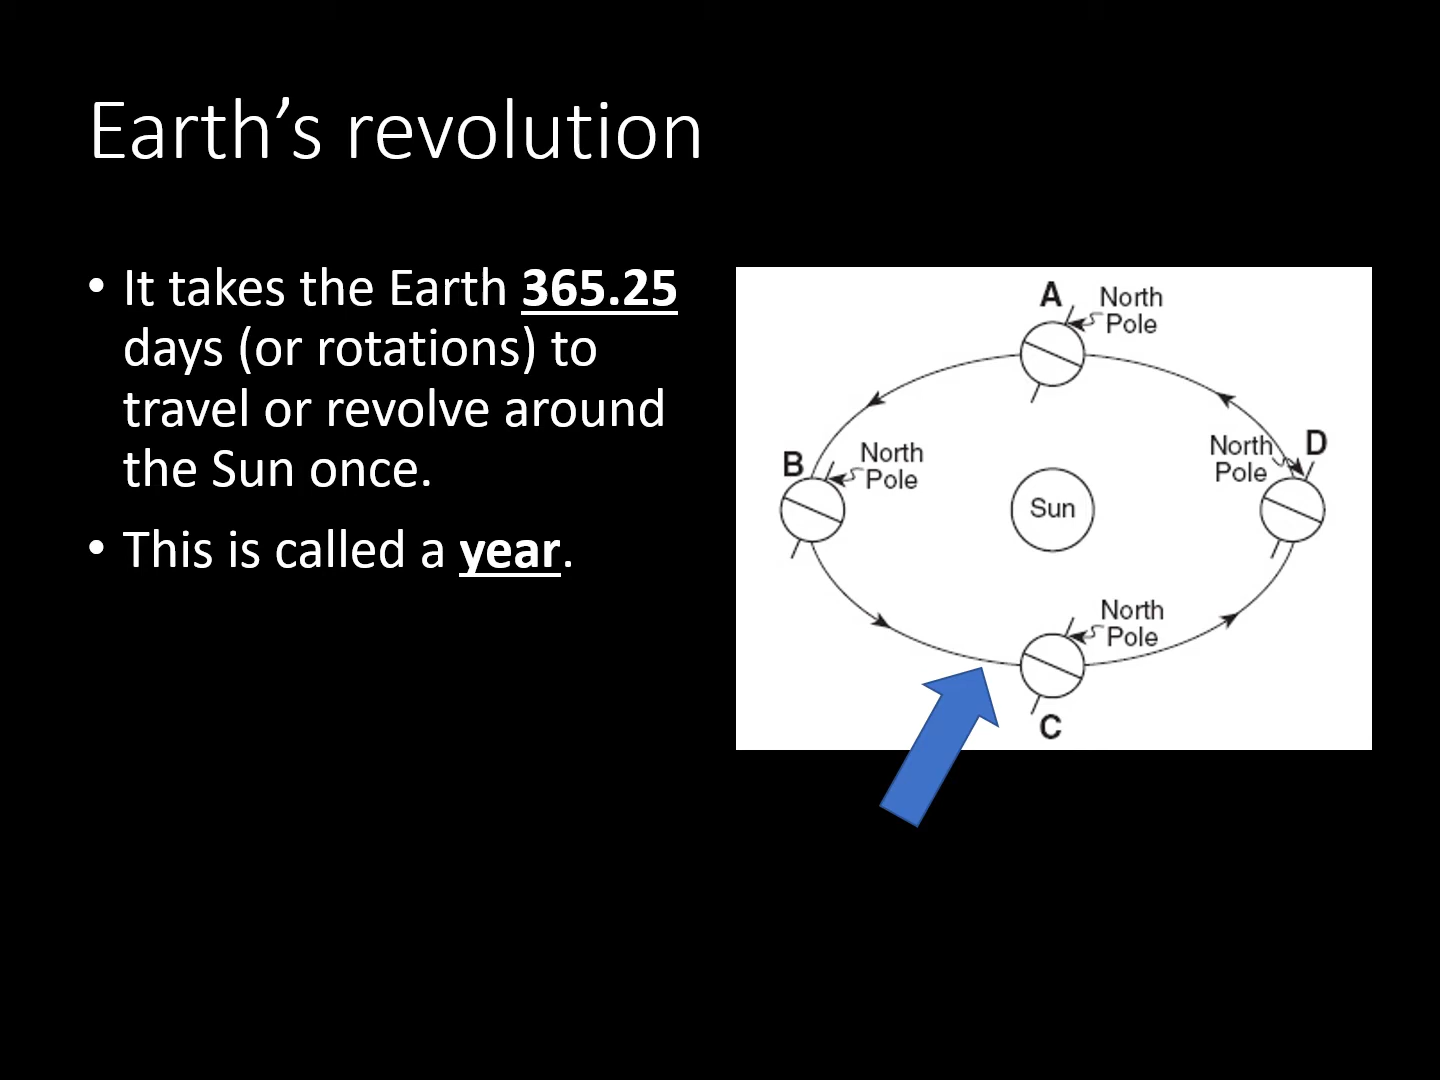 Earth’s revolution
• It takes the Earth 365.25
days (or rotations) to
travel or revolve around
the Sun once.
• This is called a year.
A
North
Pole
B
North
Pole
Sun
North
Pole
D
North
Pole
C